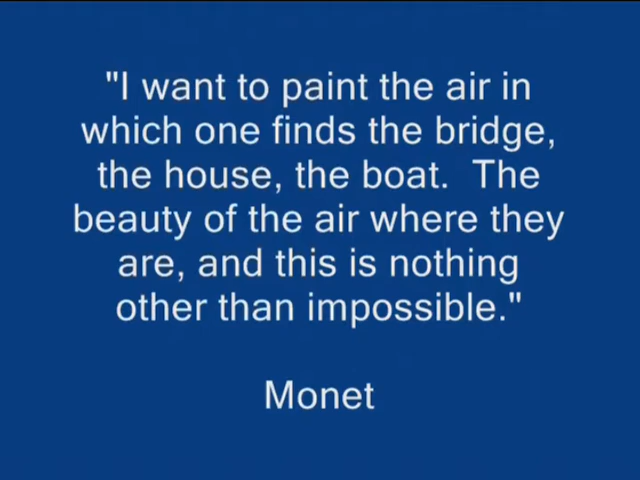 "I want to paint the air in
which one finds the bridge,
the house, the boat.  The
beauty of the air where they
are, and this is nothing
other than impossible."
Monet